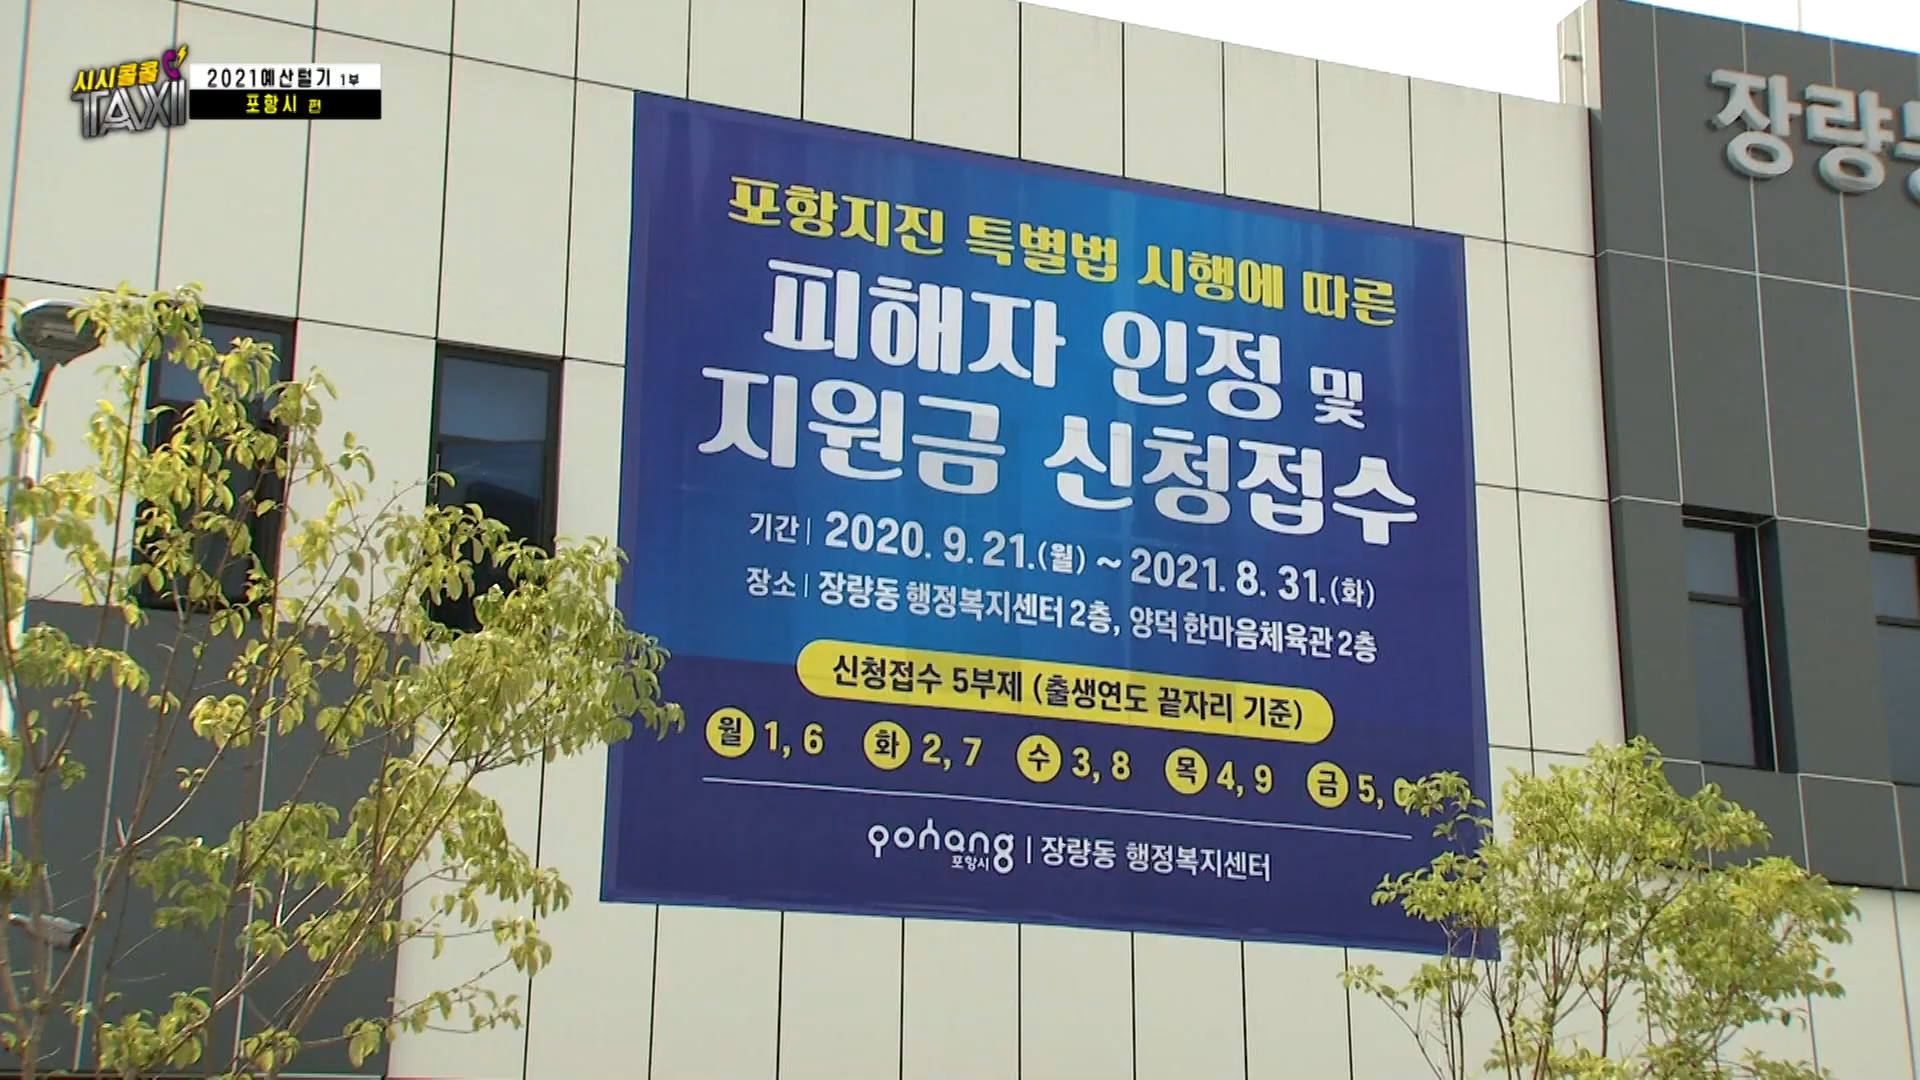 시시콜콜
TAXI
2021예산털기 1부
포항시 편
장량
포항지진 특별법 시행에 따른
피해자 인정 및
지원금 신청접수
기간 | 2020. 9. 21.(월) ~ 2021. 8. 31.(화)
장소 | 장량동 행정복지센터 2층, 양덕 한마음체육관 2층
신청접수 5부제 (출생연도 끝자리 기준)
월 1, 6 화 2, 7 수 3, 8 목 4, 9 금 5,
pohang 포항시 | 장량동 행정복지센터